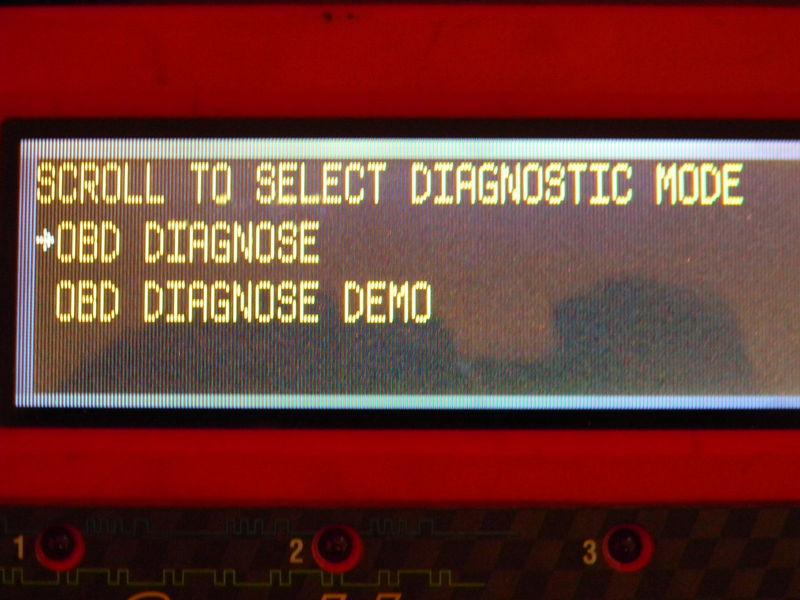 SCROLL TO SELECT DIAGNOSTIC MODE
➔OBD DIAGNOSE
OBD DIAGNOSE DEMO
1 2 3